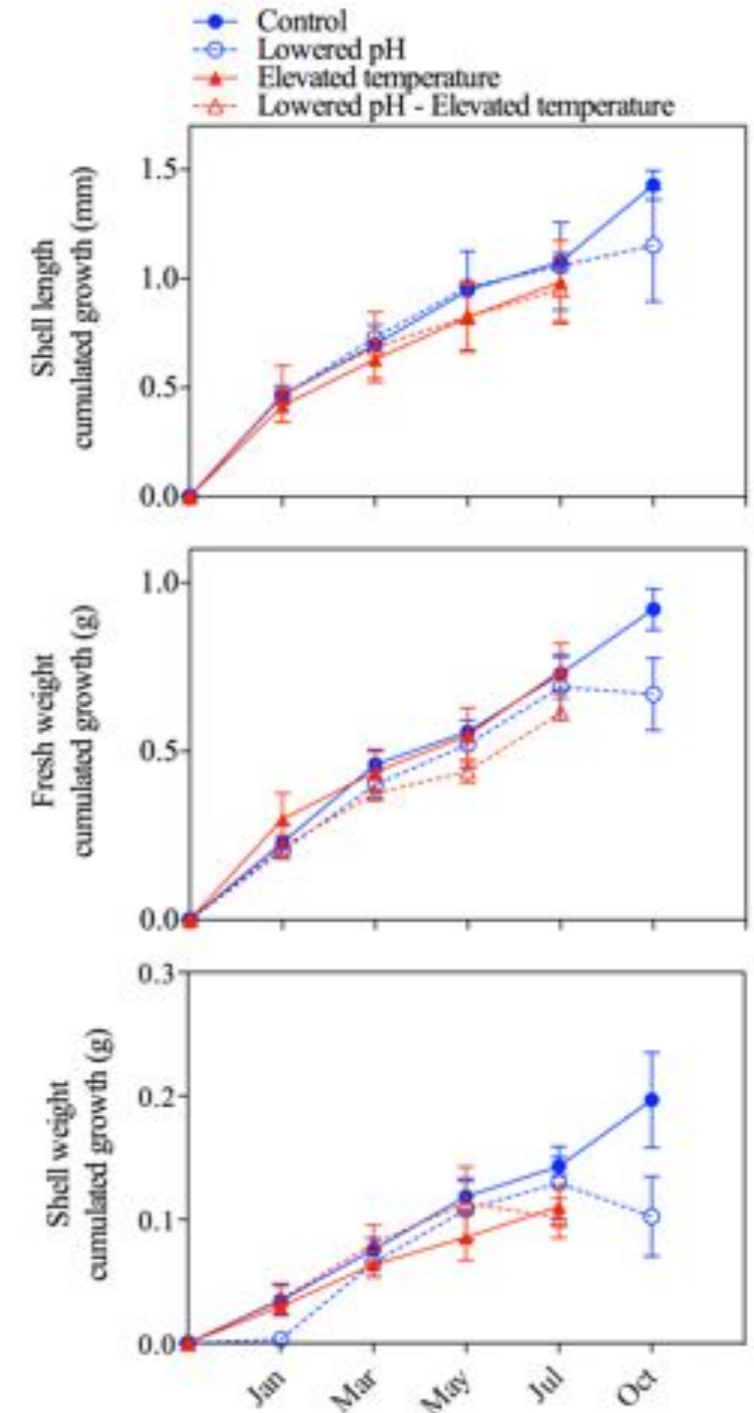 Control
Lowered pH
Elevated temperature
Lowered pH - Elevated temperature
Shell length
cumulated growth (mm)
1.5
1.0
0.5
0.0
Fresh weight
cumulated growth (g)
1.0
0.5
0.0
Shell weight
cumulated growth (g)
0.3
0.2
0.1
0.0
Jan
Mar
May
Jul
Oct